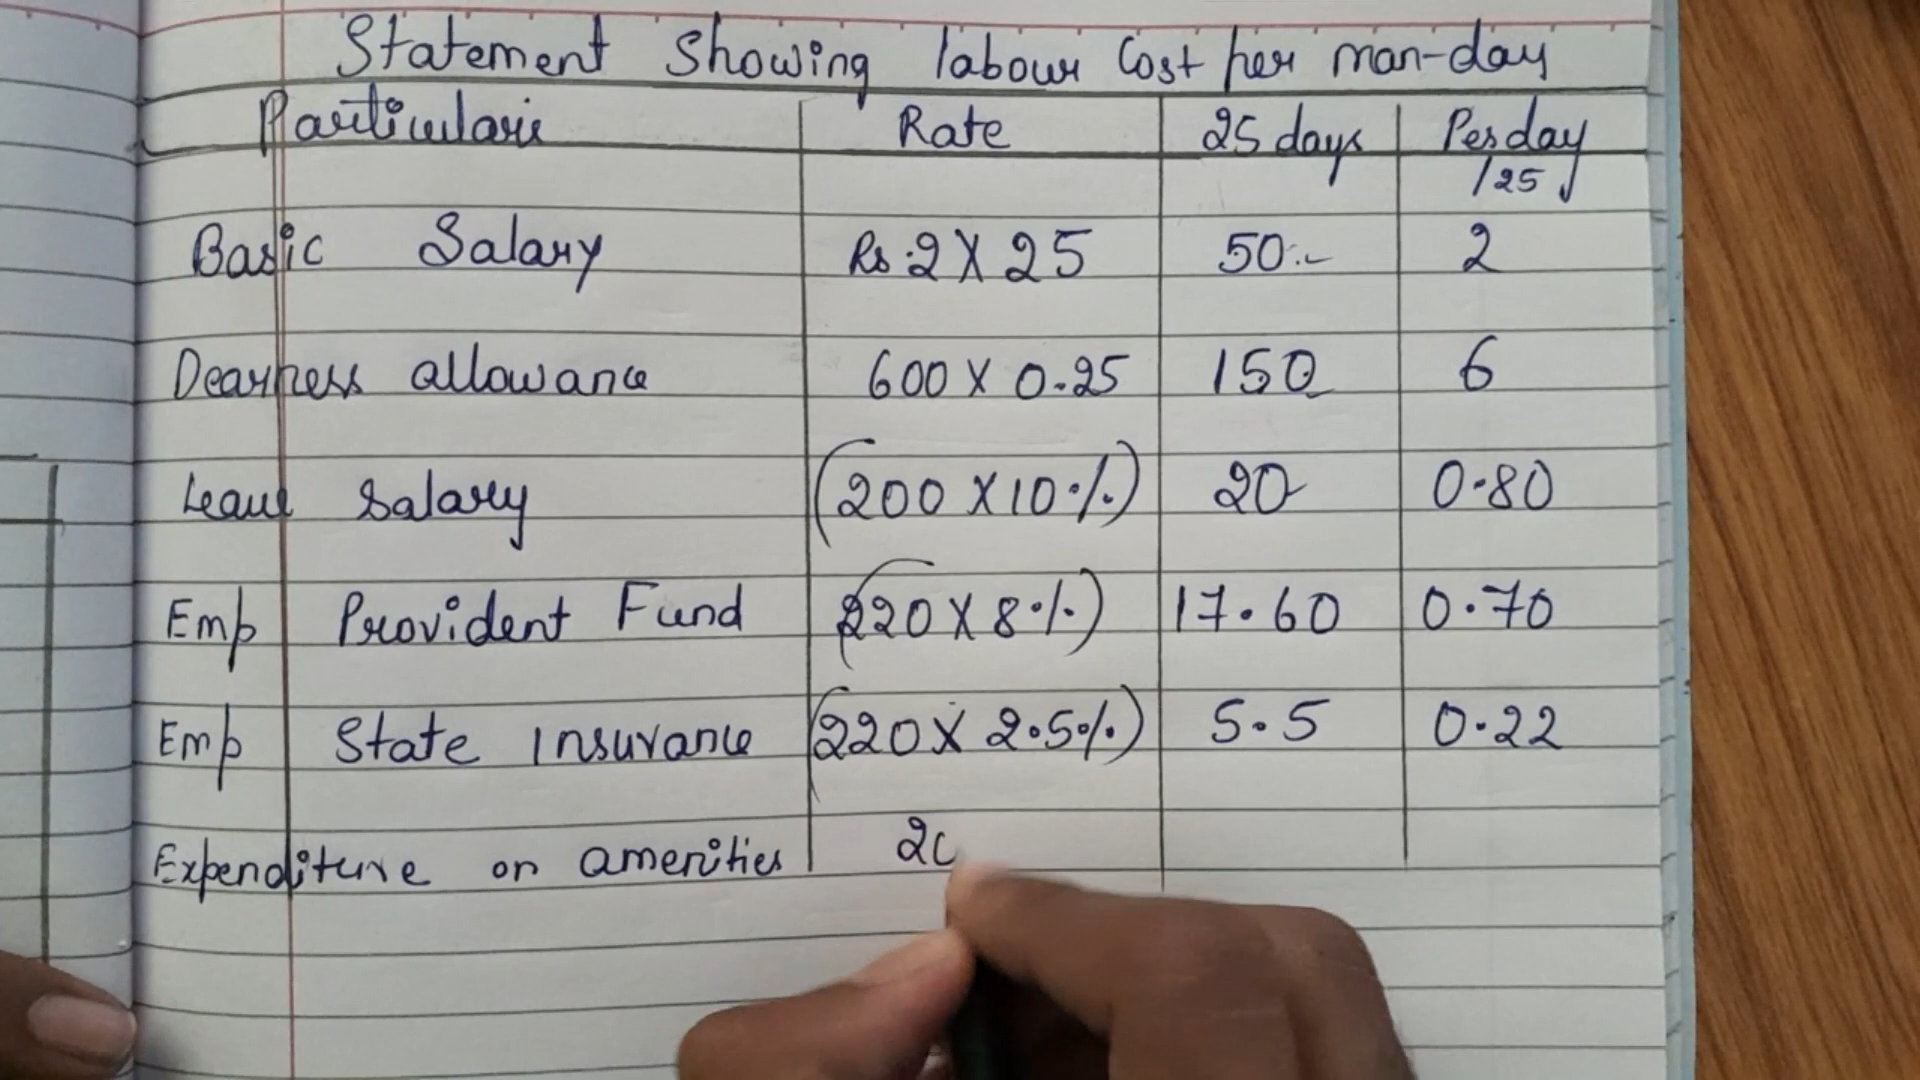 Statement Showing labour Cost per man-day
Particulars Rate 25 days Per day
/25
Basic Salary Rs.2 X 25 50.- 2
Dearness allowance 600 X 0.25 150 6
Leave Salary (200 X 10%) 20 0.80
Emp Provident Fund (220 X 8%) 17.60 0.70
Emp State Insurance (220 X 2.5%) 5.5 0.22
Expenditure on amenities 20